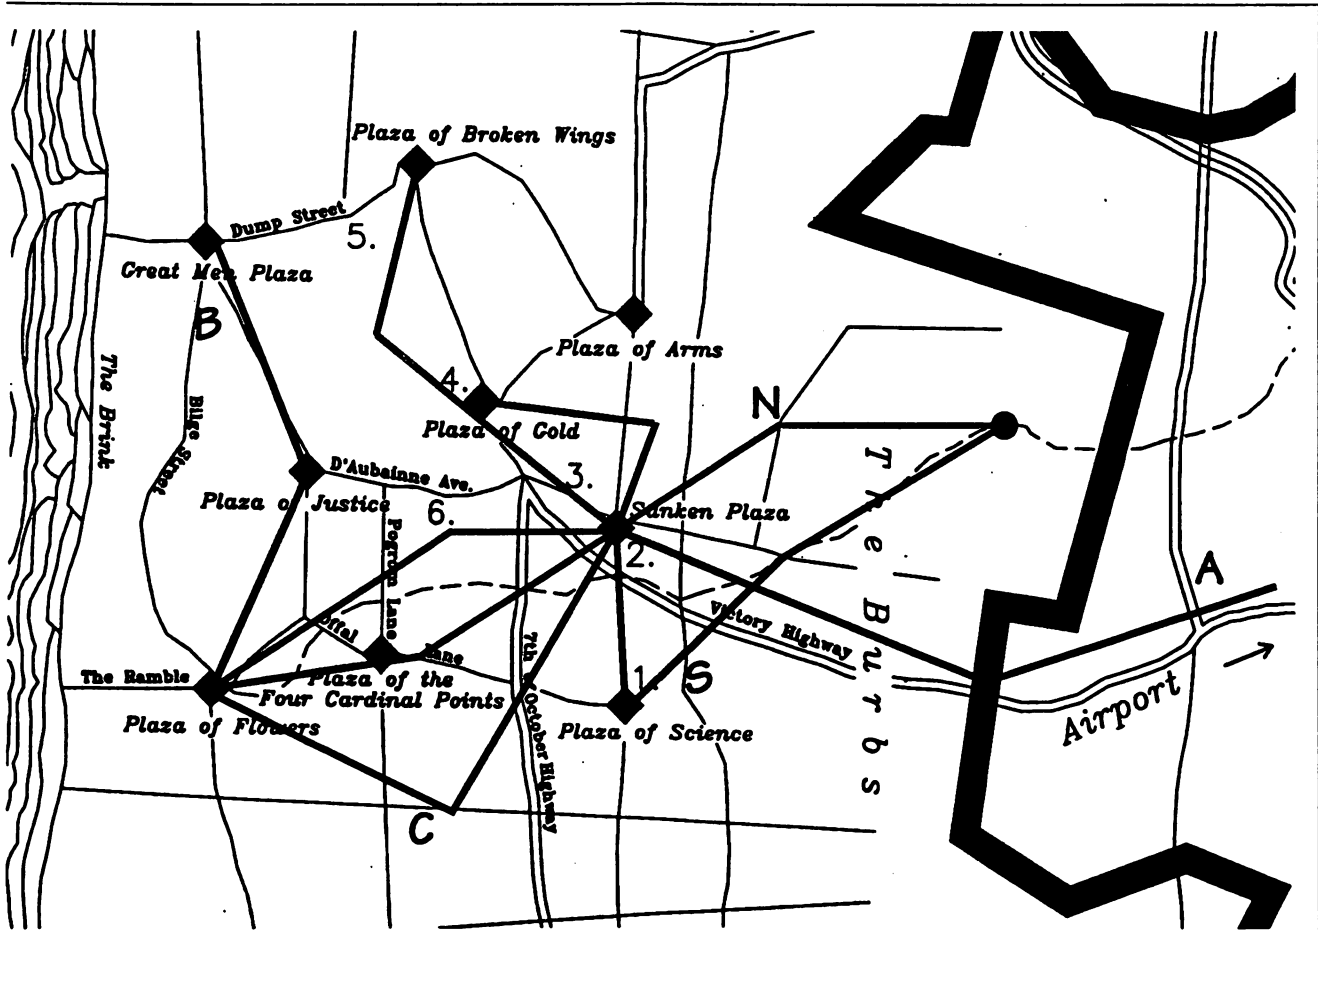 Plaza of Broken Wings
Dump Street
5.
Great Men Plaza
B
Plaza of Arms
The Brink
4.
N
Plaza of Gold
Bilge Street
D'Aubainne Ave.
3.
The Burbs
Plaza of Justice
6.
Sunken Plaza
Pogrom Lane
2.
A
Victory Highway
Offal Lane
7th of October Highway
The Ramble
Plaza of the
Four Cardinal Points
1.
S
Plaza of Flowers
Plaza of Science
Airport
C